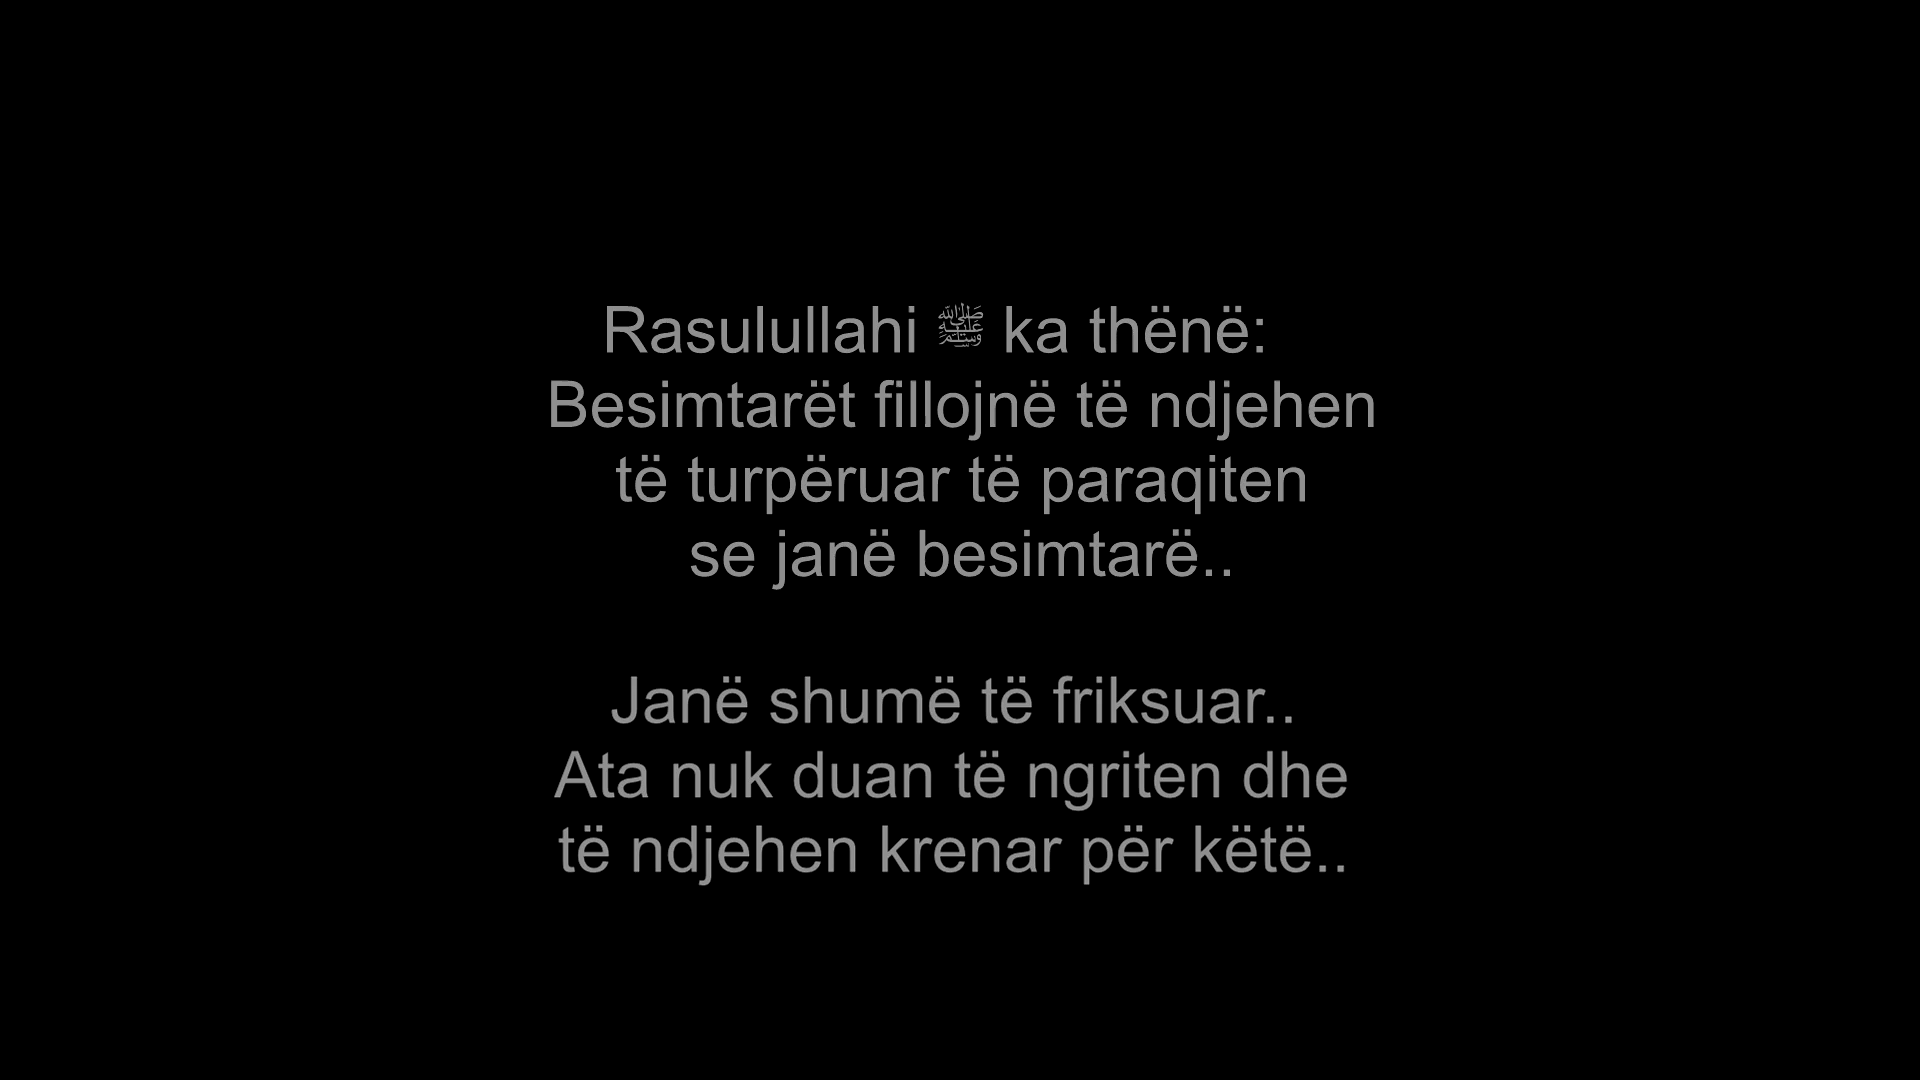 Rasulullahi ﷺ ka thënë:
Besimtarët fillojnë të ndjehen
të turpëruar të paraqiten
se janë besimtarë..
Janë shumë të friksuar..
Ata nuk duan të ngriten dhe
të ndjehen krenar për këtë..